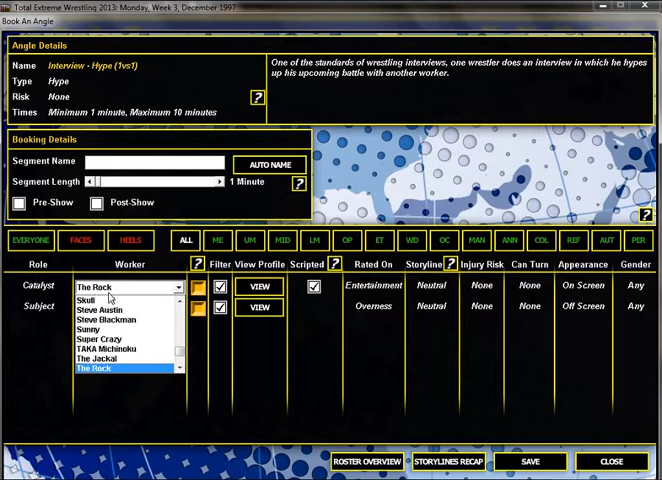 Total Extreme Wrestling 2013: Monday, Week 3, December 1997
Book An Angle
Angle Details
Name Interview - Hype (1vs1)
Type Hype
Risk None
?
Times Minimum 1 minute, Maximum 10 minutes
One of the standards of wrestling interviews, one wrestler does an interview in which he hypes
up his upcoming battle with another worker.
Booking Details
Segment Name AUTO NAME
Segment Length 1 Minute ?
Pre-Show Post-Show
?
EVERYONE FACES HEELS ALL ME UM MID LM OP ET WD OC MAN ANN COL REF AUT PER
Role Worker ? Filter View Profile Scripted ? Rated On Storyline ? Injury Risk Can Turn Appearance Gender
Catalyst The Rock VIEW Entertainment Neutral None None On Screen Any
Subject VIEW Overness Neutral None None Off Screen Any
Skull
Steve Austin
Steve Blackman
Sunny
Super Crazy
TAKA Michinoku
The Jackal
The Rock
ROSTER OVERVIEW STORYLINES RECAP SAVE CLOSE